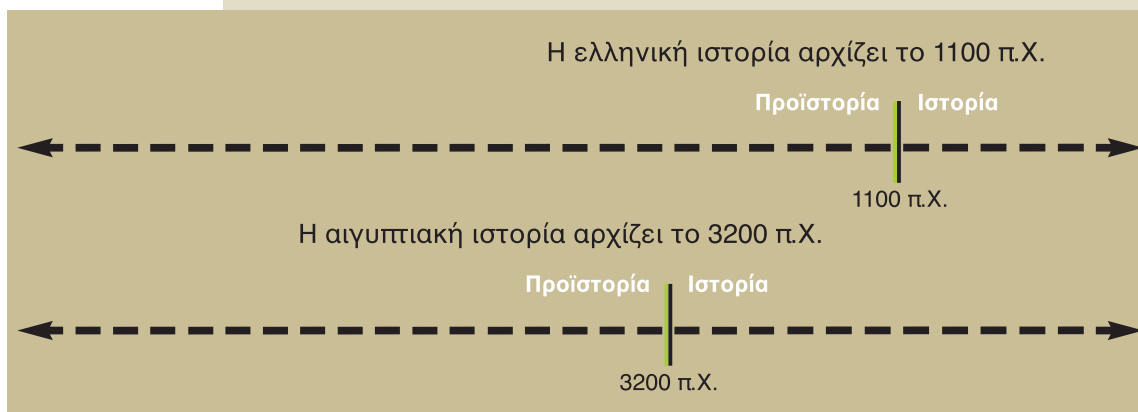 Η ελληνική ιστορία αρχίζει το 1100 π.Χ.
Προϊστορία Ιστορία
1100 π.Χ.
Η αιγυπτιακή ιστορία αρχίζει το 3200 π.Χ.
Προϊστορία Ιστορία
3200 π.Χ.